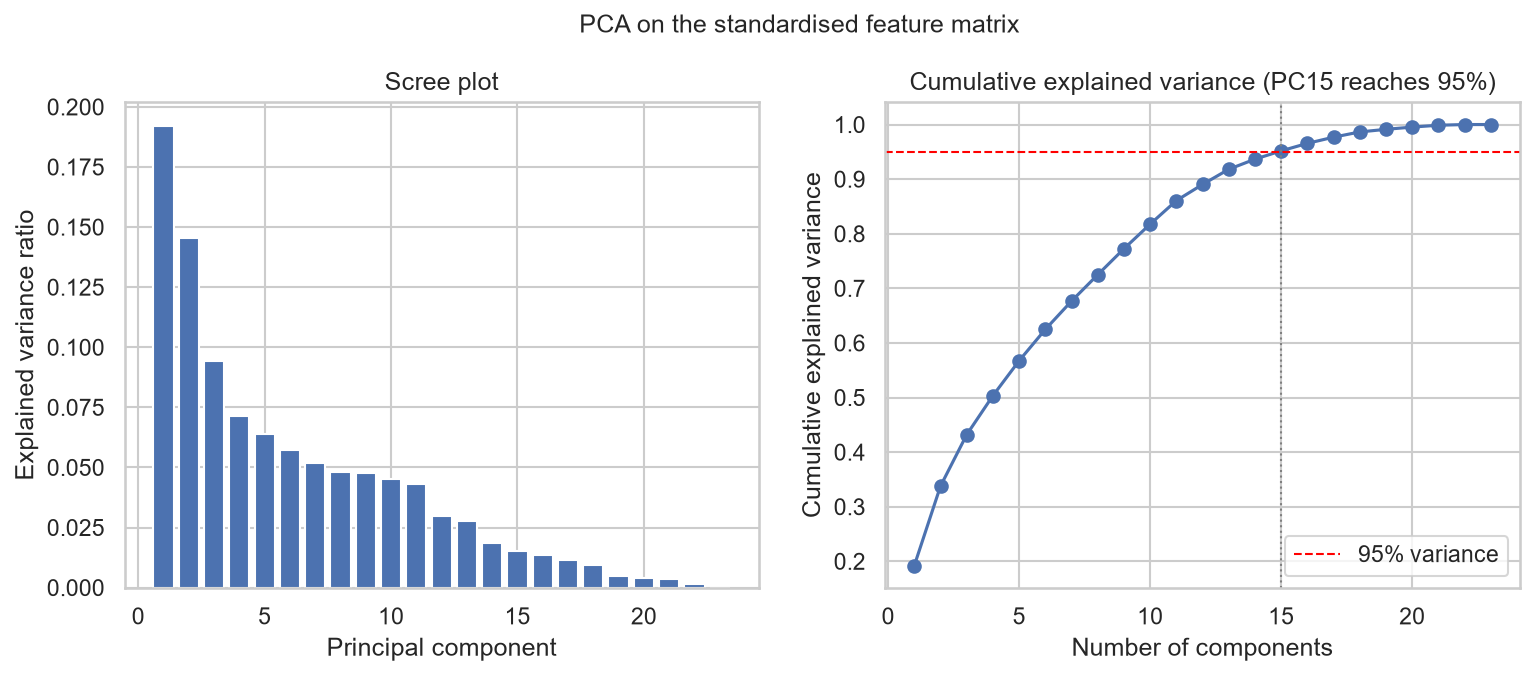 PCA on the standardised feature matrix
Scree plot
0.200
0.175
0.150
0.125
0.100
0.075
0.050
0.025
0.000
Explained variance ratio
0 5 10 15 20
Principal component
Cumulative explained variance (PC15 reaches 95%)
1.0
0.9
0.8
0.7
0.6
0.5
0.4
0.3
0.2
Cumulative explained variance
95% variance
0 5 10 15 20
Number of components